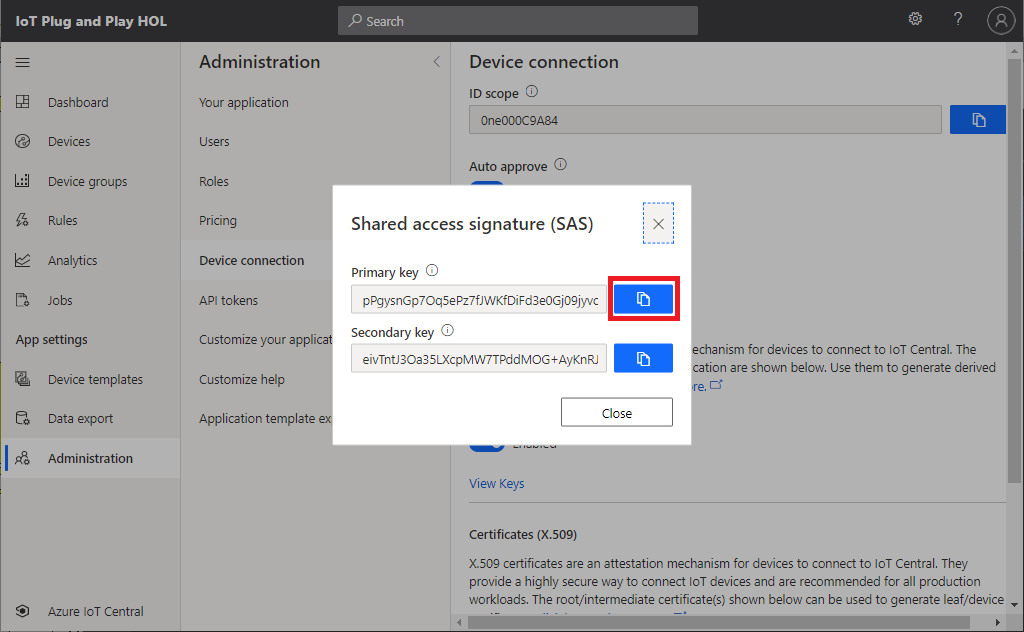 IoT Plug and Play HOL
Search
?
Dashboard
Devices
Device groups
Rules
Analytics
Jobs
App settings
Device templates
Data export
Administration
Azure IoT Central
Administration
Your application
Users
Roles
Pricing
Device connection
API tokens
Customize your applicat
Customize help
Application template ex
Device connection
ID scope
0ne000C9A84
Auto approve
Shared access signature (SAS)
Primary key
pPgysnGp7Oq5ePz7fJWKfDiFd3e0Gj09jyvc
Secondary key
eivTntJ3Oa35LXcpMW7TPddMOG+AyKnRJ
Close
echanism for devices to connect to IoT Central. The
cation are shown below. Use them to generate derived
re.
Enabled
View Keys
Certificates (X.509)
X.509 certificates are an attestation mechanism for devices to connect to IoT Central. They
provide a highly secure way to connect IoT devices and are recommended for all production
workloads. The root/intermediate certificate(s) shown below can be used to generate leaf/device